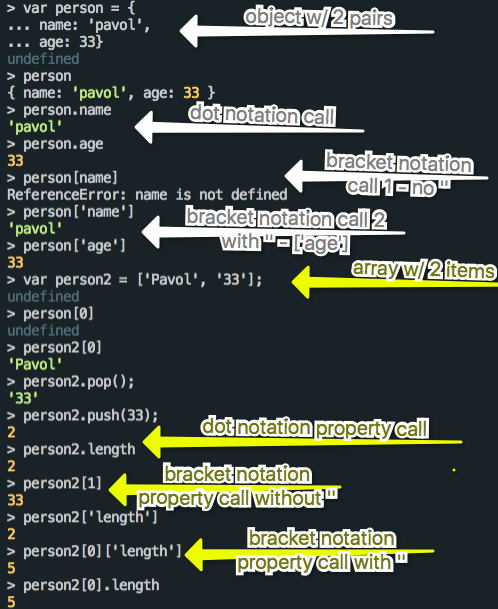 > var person = {
object w/ 2 pairs
... name: 'pavol',
... age: 33}
undefined
> person
{ name: 'pavol', age: 33 }
> person.name
dot notation call
'pavol'
> person.age
33
bracket notation
call 1 - no ''
> person[name]
ReferenceError: name is not defined
> person['name']
bracket notation call 2
with '' - ['age']
'pavol'
> person['age']
33
array w/ 2 items
> var person2 = ['Pavol', '33'];
undefined
> person[0]
undefined
> person2[0]
'Pavol'
> person2.pop();
'33'
> person2.push(33);
dot notation property call
2
> person2.length
2
bracket notation
property call without ''
> person2[1]
33
> person2['length']
2
bracket notation
property call with ''
> person2[0]['length']
5
> person2[0].length
5